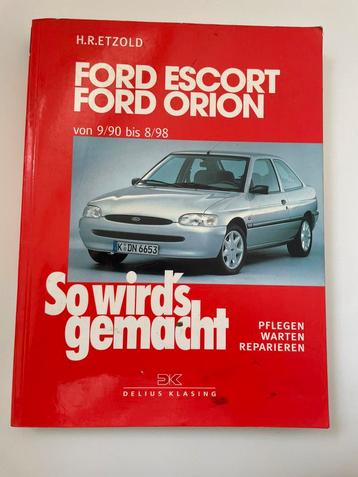 H.R.ETZOLD
FORD ESCORT
FORD ORION
von 9/90 bis 8/98
Ford
K DN 6653
So wird's
gemacht
PFLEGEN
WARTEN
REPARIEREN
DK
DELIUS KLASING